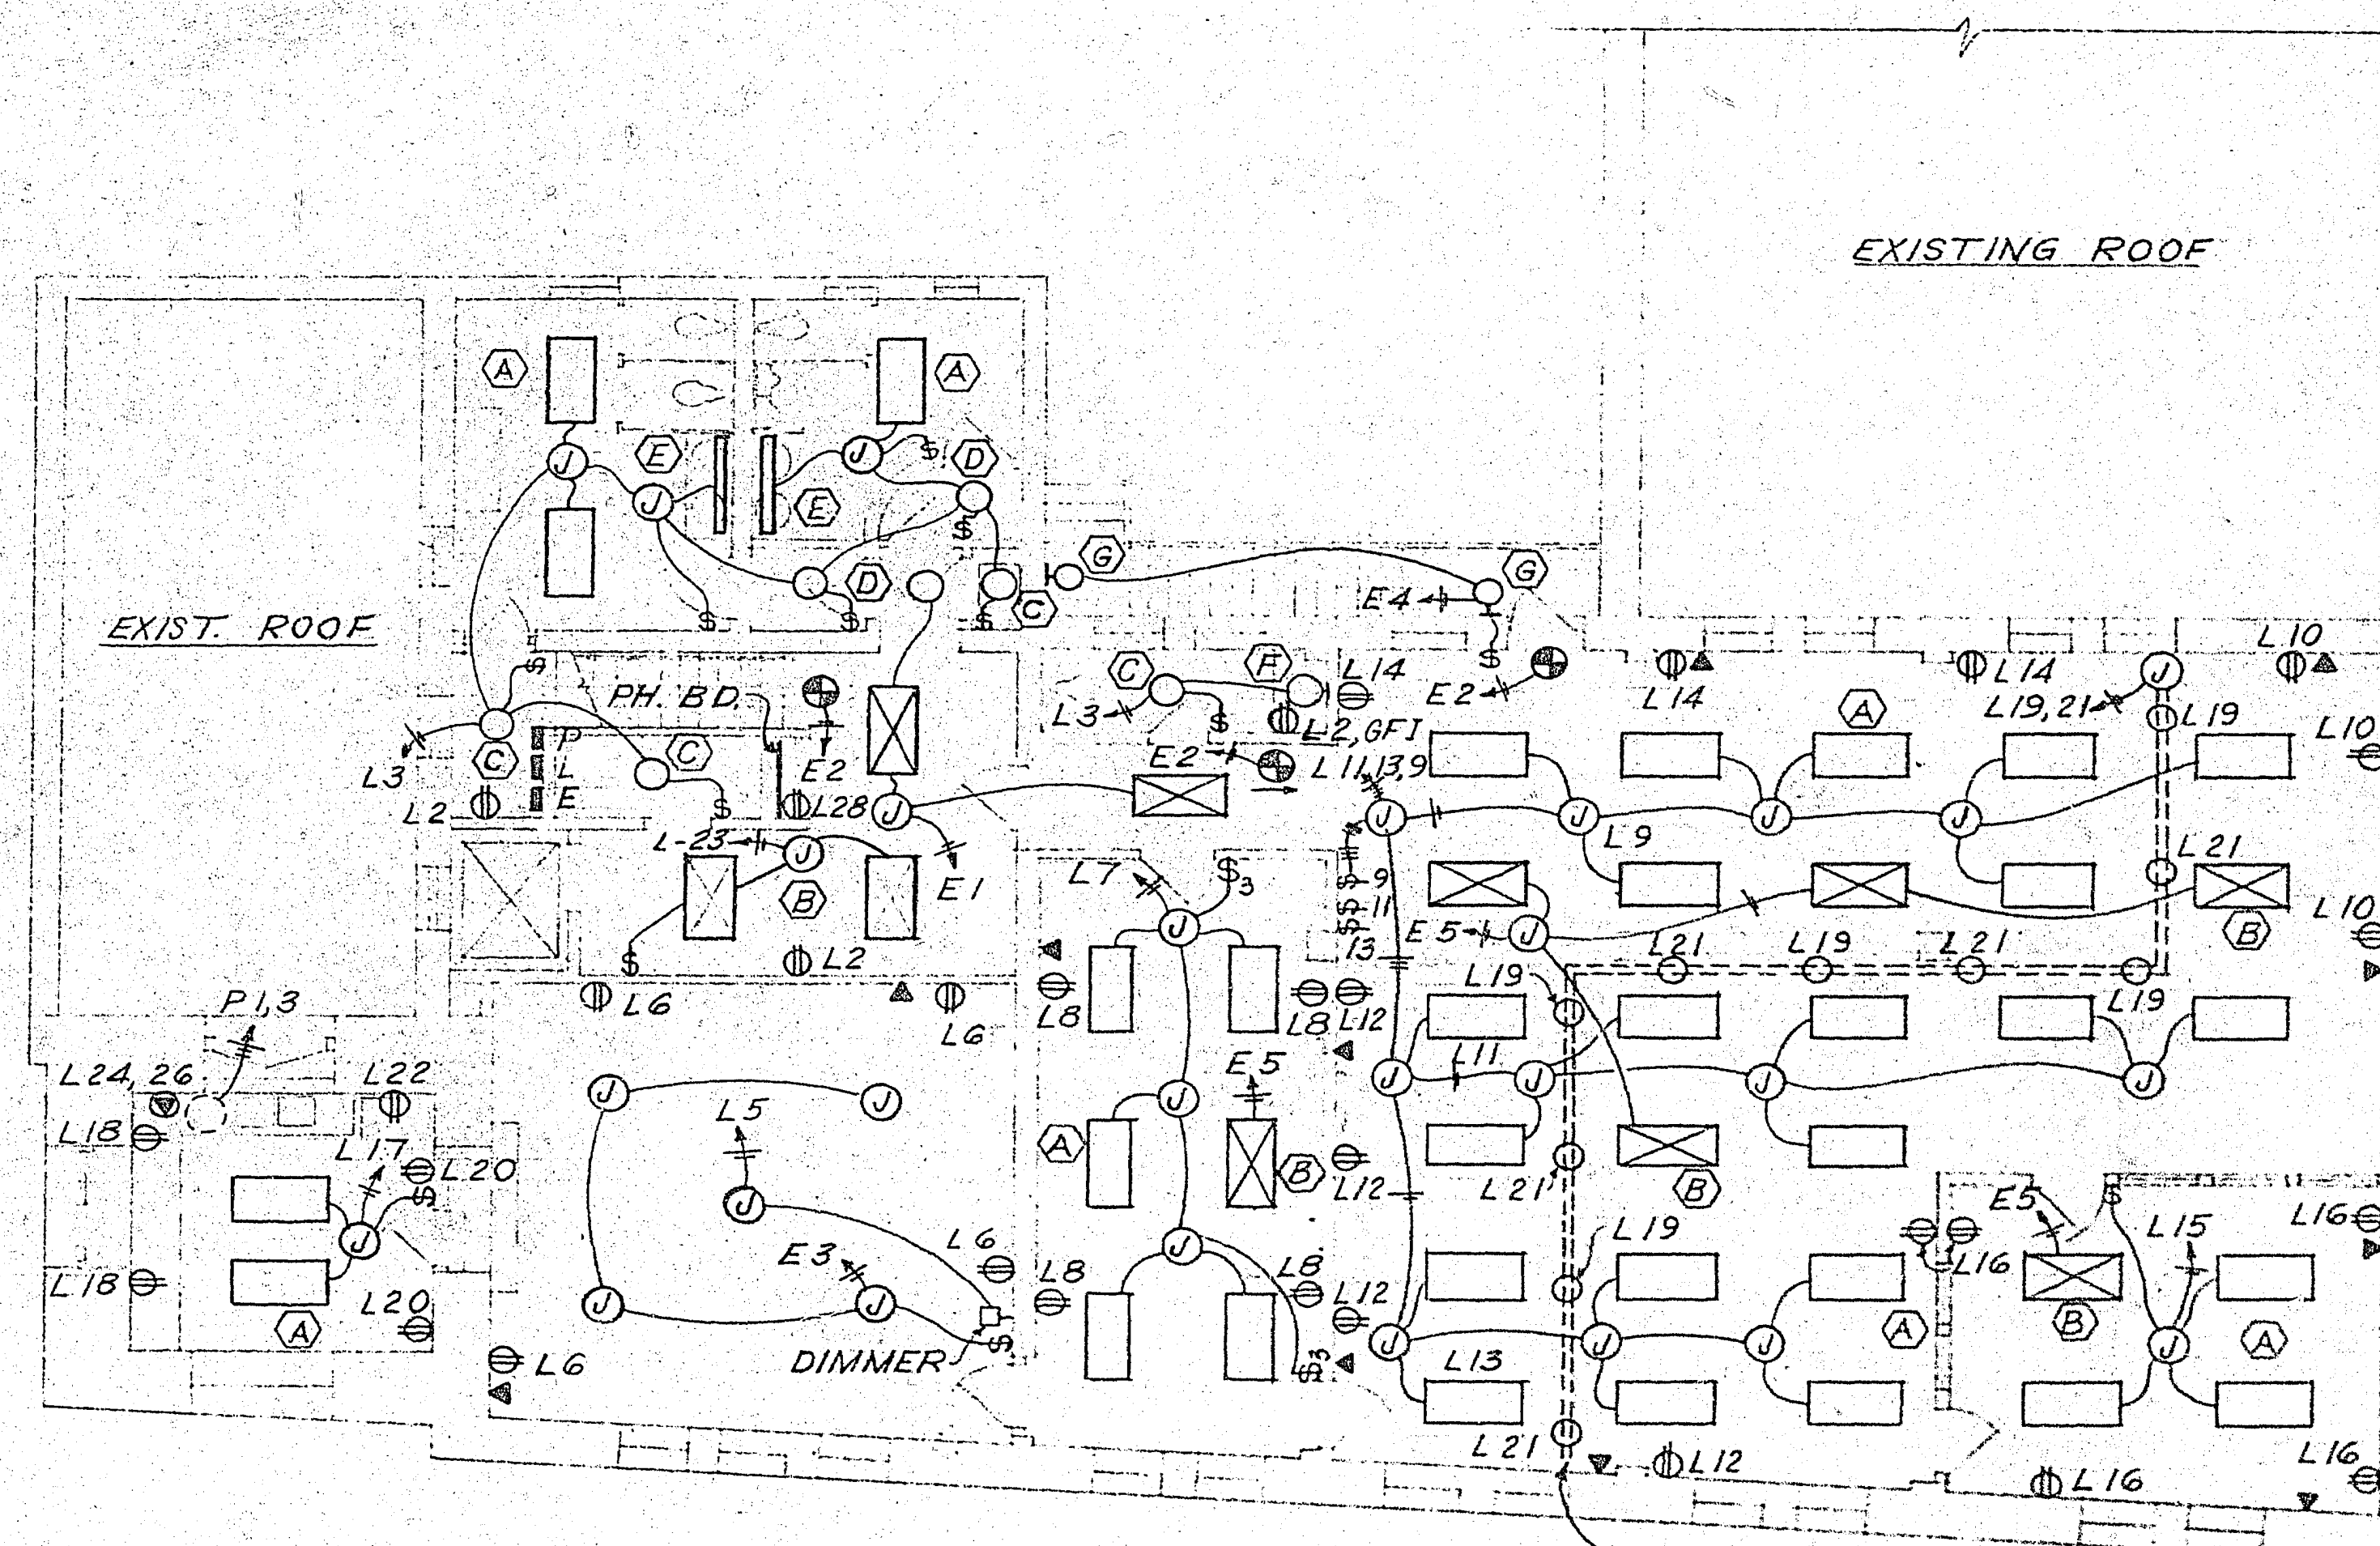 EXISTING ROOF
A
A
J
E
J
$
D
J
E
$
G
G
D
C
E4
$
$
$
EXIST. ROOF
$
$
L10
C
F
L14
L14
J
PH. BD.
E2
L14
L19, 21
L19
L3
$
L2, GFI
A
L10
C
P
C
E2
L3
L
E2
L11, 13, 9
L2
E
$
L28
J
J
J
J
J
L9
L-23
J
E1
L7
$3
L21
B
$
9
J
$
$
11
L10
E5
J
13
L21
L19
L21
B
$
L2
L19
P1,3
L6
L6
L8
L8
L12
L19
L24, 26
L22
J
J
L5
J
E5
J
L11
J
J
J
L18
L17
L20
A
B
L12
L21
B
$
E5
$
L15
L16
J
J
E3
L6
J
L19
L16
L18
L20
L8
L8
L12
A
J
J
A
B
J
A
DIMMER
$
$3
J
L13
J
J
L6
L21
L12
L16
L16